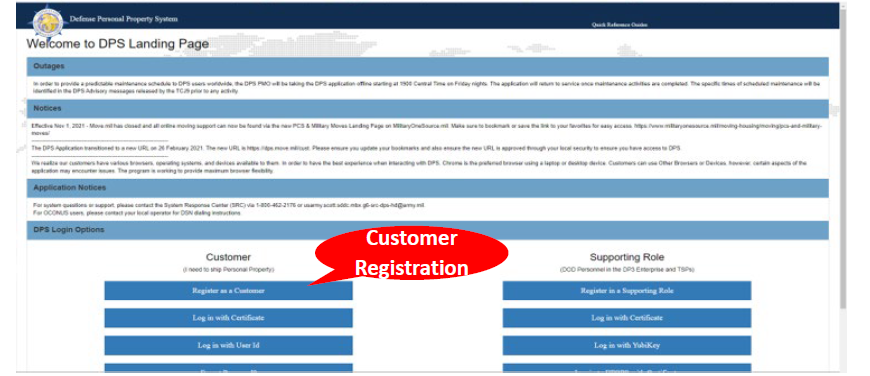 Defense Personal Property System
Quick Reference Guides
Welcome to DPS Landing Page
Outages
In order to provide a predictable maintenance schedule to DPS users worldwide, the DPS PMO will be taking the DPS application offline starting at 1900 Central Time on Friday nights. The application will return to service once maintenance activities are completed. The specific times of scheduled maintenance will be
identified in the DPS Advisory messages released by the TCJ9 prior to any activity.
Notices
Effective Nov 1, 2021 - Move.mil has closed and all online moving support can now be found via the new PCS & Military Moves Landing Page on MilitaryOneSource.mil. Make sure to bookmark or save the link to your favorites for easy access. https://www.militaryonesource.mil/moving-housing/moving/pcs-and-military-
moves/
The DPS Application transitioned to a new URL on 26 February 2021. The new URL is https://dps.move.mil/cust. Please ensure you update your bookmarks and also ensure the new URL is approved through your local security to ensure you have access to DPS.
We realize our customers have various browsers, operating systems, and devices available to them. In order to have the best experience when interacting with DPS, Chrome is the preferred browser using a laptop or desktop device. Customers can use Other Browsers or Devices, however, certain aspects of the
application may encounter issues. The program is working to provide maximum browser flexibility.
Application Notices
For system questions or support, please contact the System Response Center (SRC) via 1-800-462-2176 or usarmy.scott.sddc.mbx.g6-src-dps-hd@army.mil
For OCONUS users, please contact your local operator for DSN dialing instructions.
DPS Login Options
Customer
Registration
Customer
(I need to ship Personal Property)
Register as a Customer
Log in with Certificate
Log in with User Id
Supporting Role
(DOD Personnel in the DP3 Enterprise and TSPs)
Register in a Supporting Role
Log in with Certificate
Log in with YubiKey